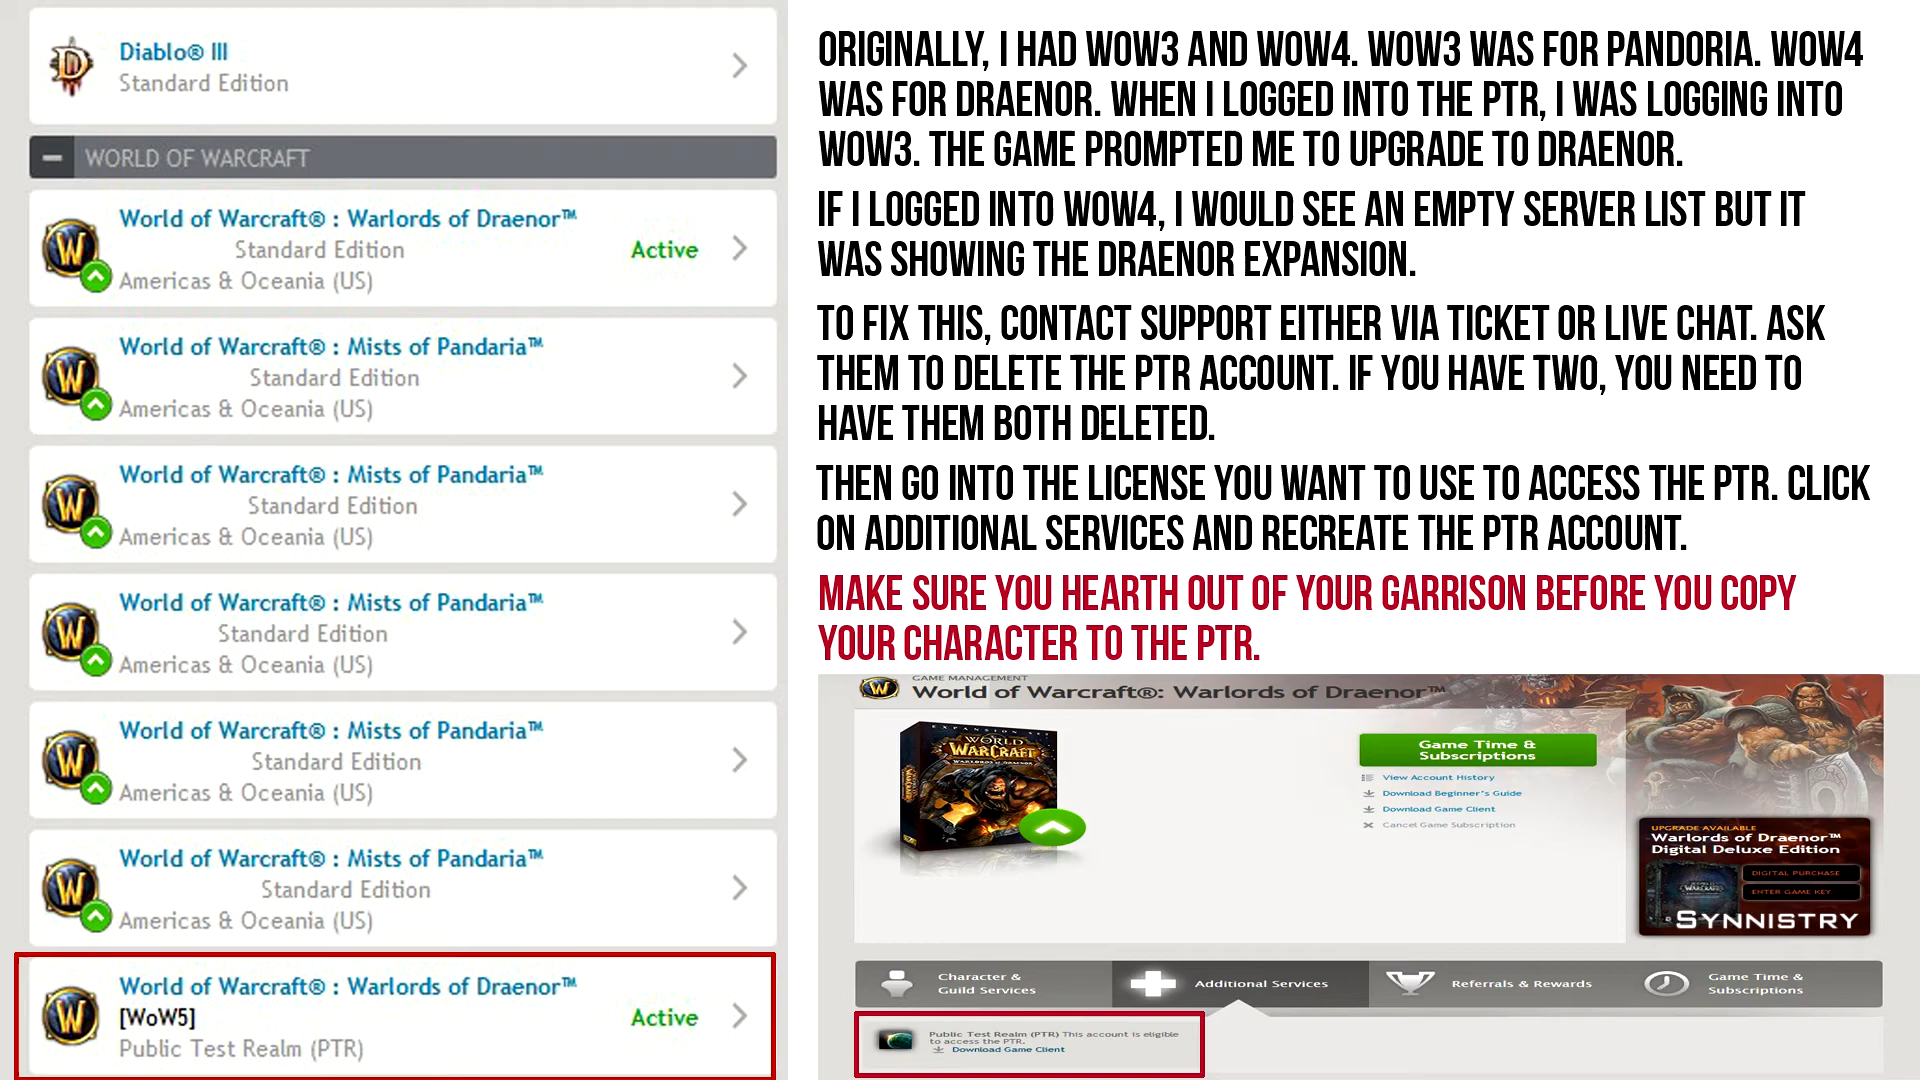 Diablo® III
Standard Edition
WORLD OF WARCRAFT
World of Warcraft® : Warlords of Draenor™
Standard Edition
Active
Americas & Oceania (US)
World of Warcraft® : Mists of Pandaria™
Standard Edition
Americas & Oceania (US)
World of Warcraft® : Mists of Pandaria™
Standard Edition
Americas & Oceania (US)
World of Warcraft® : Mists of Pandaria™
Standard Edition
Americas & Oceania (US)
World of Warcraft® : Mists of Pandaria™
Standard Edition
Americas & Oceania (US)
World of Warcraft® : Mists of Pandaria™
Standard Edition
Americas & Oceania (US)
World of Warcraft® : Warlords of Draenor™
[WoW5]
Active
Public Test Realm (PTR)
ORIGINALLY, I HAD WOW3 AND WOW4. WOW3 WAS FOR PANDORIA. WOW4
WAS FOR DRAENOR. WHEN I LOGGED INTO THE PTR, I WAS LOGGING INTO
WOW3. THE GAME PROMPTED ME TO UPGRADE TO DRAENOR.
IF I LOGGED INTO WOW4, I WOULD SEE AN EMPTY SERVER LIST BUT IT
WAS SHOWING THE DRAENOR EXPANSION.
TO FIX THIS, CONTACT SUPPORT EITHER VIA TICKET OR LIVE CHAT. ASK
THEM TO DELETE THE PTR ACCOUNT. IF YOU HAVE TWO, YOU NEED TO
HAVE THEM BOTH DELETED.
THEN GO INTO THE LICENSE YOU WANT TO USE TO ACCESS THE PTR. CLICK
ON ADDITIONAL SERVICES AND RECREATE THE PTR ACCOUNT.
MAKE SURE YOU HEARTH OUT OF YOUR GARRISON BEFORE YOU COPY
YOUR CHARACTER TO THE PTR.
GAME MANAGEMENT
World of Warcraft®: Warlords of Draenor™
EXPANSION SET
WORLD
WARCRAFT
WARLORDS OF DRAENOR
Game Time &
Subscriptions
View Account History
Download Beginner's Guide
Download Game Client
Cancel Game Subscription
UPGRADE AVAILABLE
Warlords of Draenor™
Digital Deluxe Edition
DIGITAL PURCHASE
ENTER GAME KEY
WARCRAFT
SYNNISTRY
Character &
Guild Services
Additional Services
Referrals & Rewards
Game Time &
Subscriptions
Public Test Realm (PTR) This account is eligible
to access the PTR.
Download Game Client